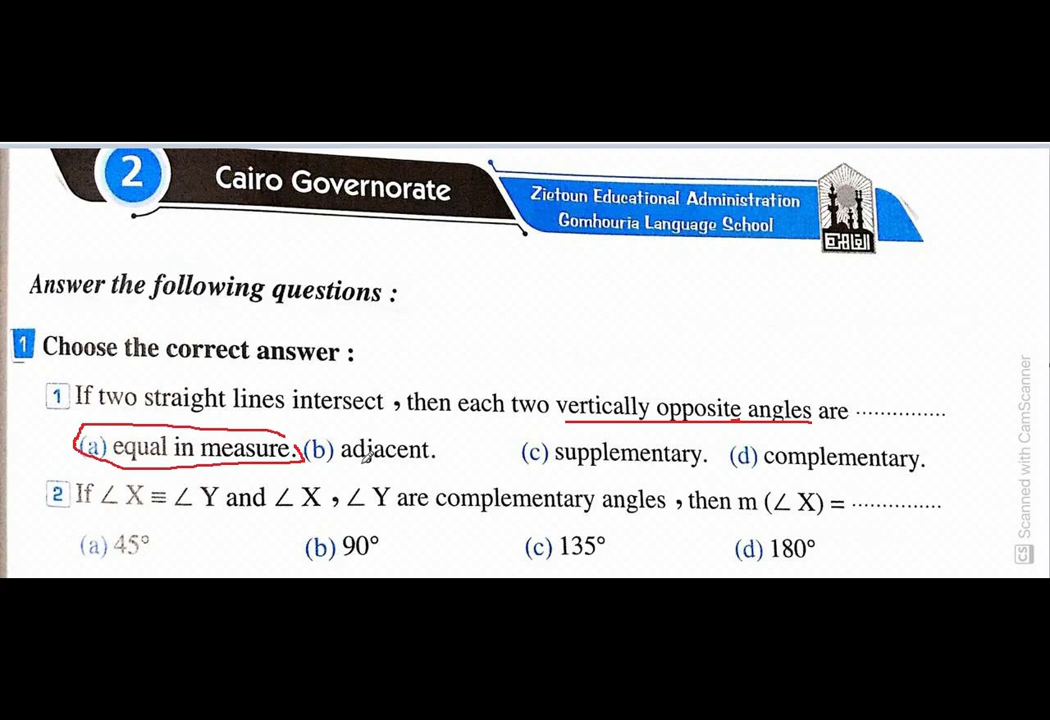 2 Cairo Governorate
Zietoun Educational Administration
Gomhouria Language School
القاهرة
Answer the following questions :
1 Choose the correct answer :
1 If two straight lines intersect , then each two vertically opposite angles are ...............
(a) equal in measure. (b) adjacent. (c) supplementary. (d) complementary.
2 If ∠ X ≡ ∠ Y and ∠ X , ∠ Y are complementary angles , then m (∠ X) = ...............
(a) 45° (b) 90° (c) 135° (d) 180°
CS Scanned with CamScanner